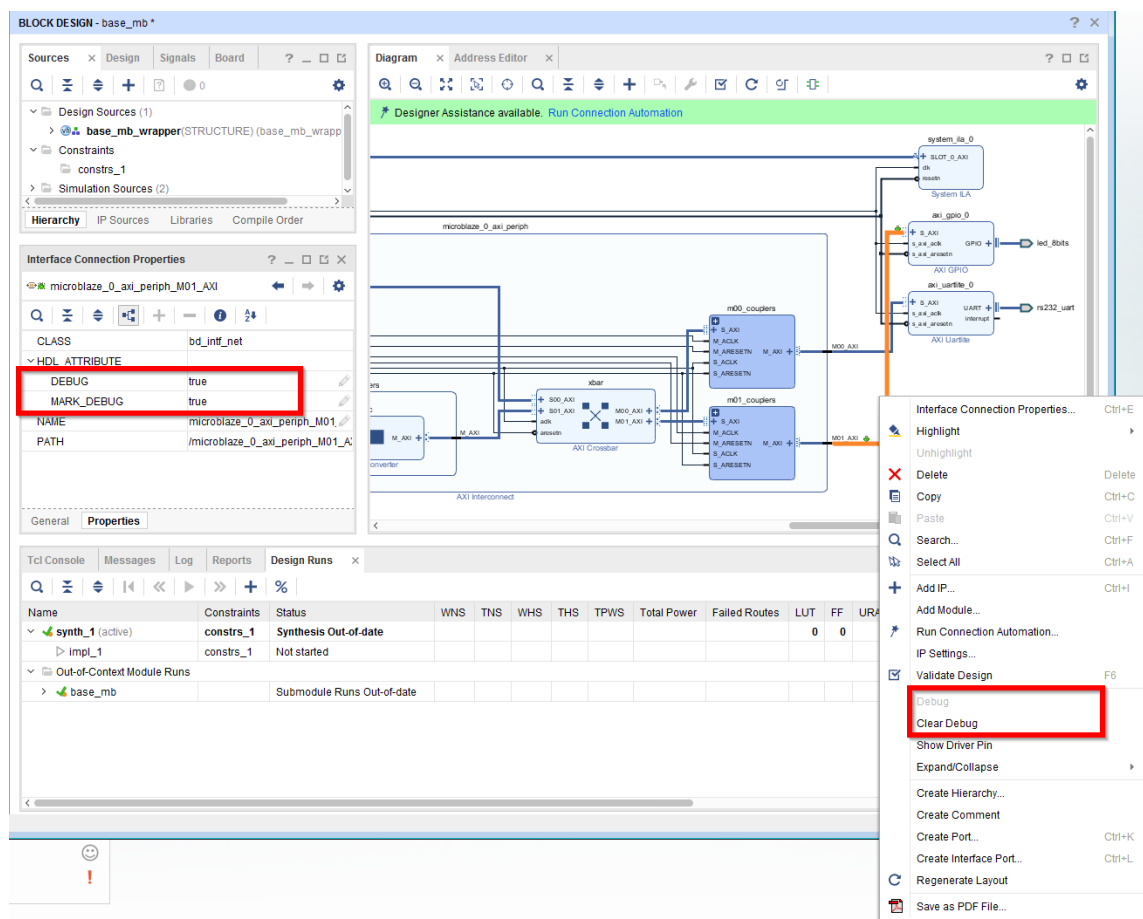 BLOCK DESIGN - base_mb *
Sources Design Signals Board
0
Design Sources (1)
base_mb_wrapper(STRUCTURE) (base_mb_wrapp
Constraints
constrs_1
Simulation Sources (2)
Hierarchy IP Sources Libraries Compile Order
Interface Connection Properties
microblaze_0_axi_periph_M01_AXI
CLASS bd_intf_net
HDL_ATTRIBUTE
DEBUG true
MARK_DEBUG true
NAME microblaze_0_axi_periph_M01_
PATH /microblaze_0_axi_periph_M01_A
General Properties
Diagram Address Editor
Designer Assistance available. Run Connection Automation
system_ila_0
SLOT_0_AXI
clk
resetn
System ILA
microblaze_0_axi_periph
axi_gpio_0
S_AXI
s_axi_aclk GPIO led_8bits
s_axi_aresetn
AXI GPIO
axi_uartlite_0
S_AXI
s_axi_aclk UART rs232_uart
s_axi_aresetn interrupt
AXI Uartlite
m00_couplers
S_AXI
M_ACLK
M_ARESETN M_AXI M00_AXI
S_ACLK
S_ARESETN
xbar
S00_AXI
S01_AXI M00_AXI
aclk M01_AXI
aresetn
AXI Crossbar
m01_couplers
S_AXI
M_ACLK
M_ARESETN M_AXI M01_AXI
S_ACLK
S_ARESETN
ers
c
M_AXI M_AXI
onverter
AXI Interconnect
Interface Connection Properties... Ctrl+E
Highlight
Unhighlight
Delete Delete
Copy Ctrl+C
Paste Ctrl+V
Search... Ctrl+F
Select All Ctrl+A
Add IP... Ctrl+I
Add Module...
Run Connection Automation...
IP Settings...
Validate Design F6
Debug
Clear Debug
Show Driver Pin
Expand/Collapse
Create Hierarchy...
Create Comment
Create Port... Ctrl+K
Create Interface Port... Ctrl+L
Regenerate Layout
Save as PDF File...
Tcl Console Messages Log Reports Design Runs
Name Constraints Status WNS TNS WHS THS TPWS Total Power Failed Routes LUT FF URA
synth_1 (active) constrs_1 Synthesis Out-of-date 0 0
impl_1 constrs_1 Not started
Out-of-Context Module Runs
base_mb Submodule Runs Out-of-date